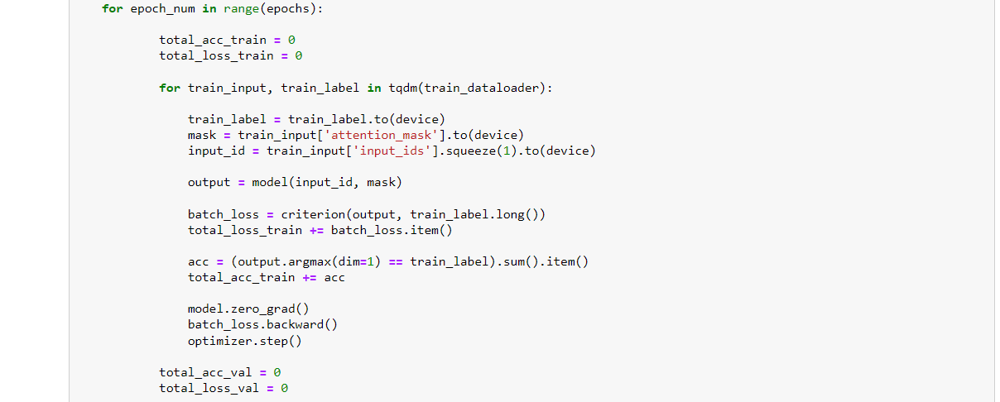 for epoch_num in range(epochs):
total_acc_train = 0
total_loss_train = 0
for train_input, train_label in tqdm(train_dataloader):
train_label = train_label.to(device)
mask = train_input['attention_mask'].to(device)
input_id = train_input['input_ids'].squeeze(1).to(device)
output = model(input_id, mask)
batch_loss = criterion(output, train_label.long())
total_loss_train += batch_loss.item()
acc = (output.argmax(dim=1) == train_label).sum().item()
total_acc_train += acc
model.zero_grad()
batch_loss.backward()
optimizer.step()
total_acc_val = 0
total_loss_val = 0